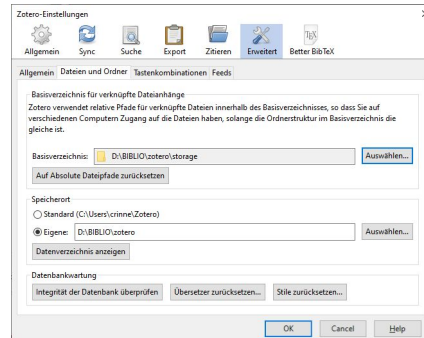 Zotero-Einstellungen
Allgemein Sync Suche Export Zitieren Erweitert Better BibTeX
Allgemein Dateien und Ordner Tastenkombinationen Feeds
Basisverzeichnis für verknüpfte Dateianhänge
Zotero verwendet relative Pfade für verknüpfte Dateien innerhalb des Basisverzeichnisses, so dass Sie auf
verschiedenen Computern Zugang auf die Dateien haben, solange die Ordnerstruktur im Basisverzeichnis die
gleiche ist.
Basisverzeichnis: D:\BIBLIO\zotero\storage Auswählen...
Auf Absolute Dateipfade zurücksetzen
Speicherort
Standard (C:\Users\crinne\Zotero)
Eigene: D:\BIBLIO\zotero Auswählen...
Datenverzeichnis anzeigen
Datenbankwartung
Integrität der Datenbank überprüfen Übersetzer zurücksetzen... Stile zurücksetzen...
OK Cancel Help